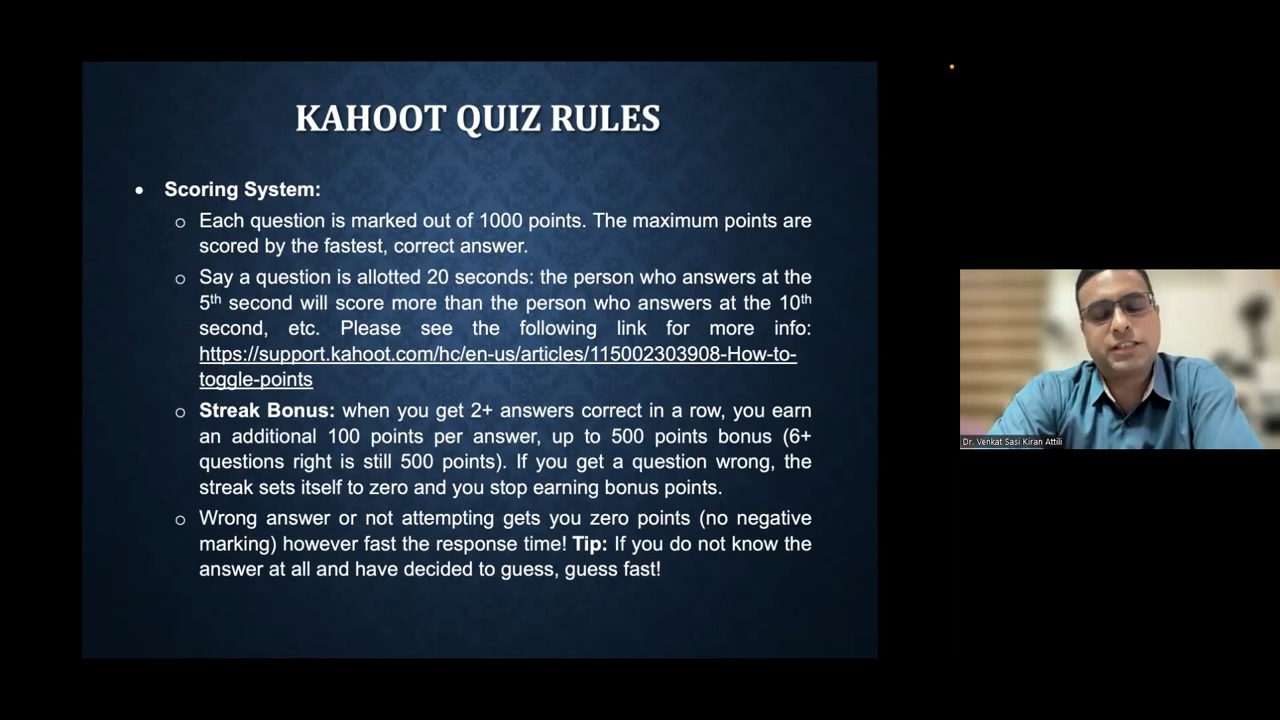 KAHOOT QUIZ RULES
• Scoring System:
o Each question is marked out of 1000 points. The maximum points are
scored by the fastest, correct answer.
o Say a question is allotted 20 seconds: the person who answers at the
5th second will score more than the person who answers at the 10th
second, etc. Please see the following link for more info:
https://support.kahoot.com/hc/en-us/articles/115002303908-How-to-
toggle-points
o Streak Bonus: when you get 2+ answers correct in a row, you earn
an additional 100 points per answer, up to 500 points bonus (6+
questions right is still 500 points). If you get a question wrong, the
streak sets itself to zero and you stop earning bonus points.
o Wrong answer or not attempting gets you zero points (no negative
marking) however fast the response time! Tip: If you do not know the
answer at all and have decided to guess, guess fast!
Dr. Venkat Sasi Kiran Attili